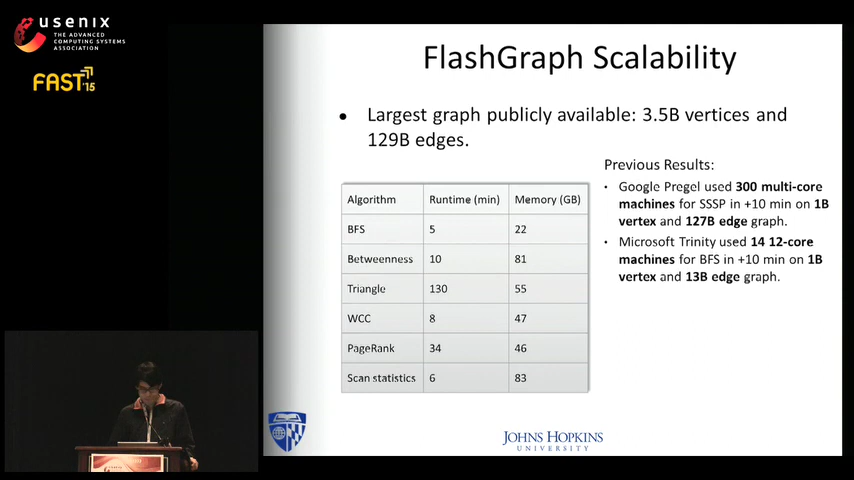 usenix
THE ADVANCED
COMPUTING SYSTEMS
ASSOCIATION
FAST '15
FlashGraph Scalability
• Largest graph publicly available: 3.5B vertices and
129B edges.
Previous Results:
• Google Pregel used 300 multi-core
machines for SSSP in +10 min on 1B
vertex and 127B edge graph.
• Microsoft Trinity used 14 12-core
machines for BFS in +10 min on 1B
vertex and 13B edge graph.
Algorithm Runtime (min) Memory (GB)
BFS 5 22
Betweenness 10 81
Triangle 130 55
WCC 8 47
PageRank 34 46
Scan statistics 6 83
JOHNS HOPKINS
UNIVERSITY